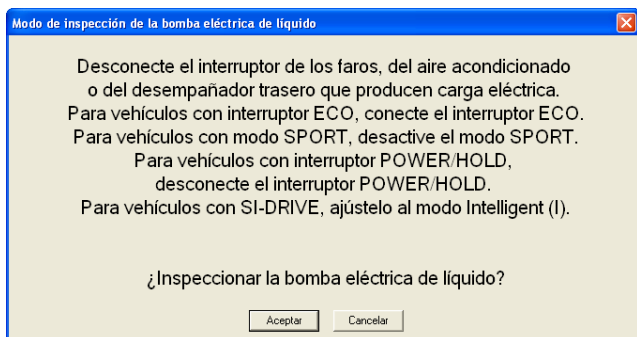 Modo de inspección de la bomba eléctrica de líquido
Desconecte el interruptor de los faros, del aire acondicionado
o del desempañador trasero que producen carga eléctrica.
Para vehículos con interruptor ECO, conecte el interruptor ECO.
Para vehículos con modo SPORT, desactive el modo SPORT.
Para vehículos con interruptor POWER/HOLD,
desconecte el interruptor POWER/HOLD.
Para vehículos con SI-DRIVE, ajústelo al modo Intelligent (I).
¿Inspeccionar la bomba eléctrica de líquido?
Aceptar Cancelar